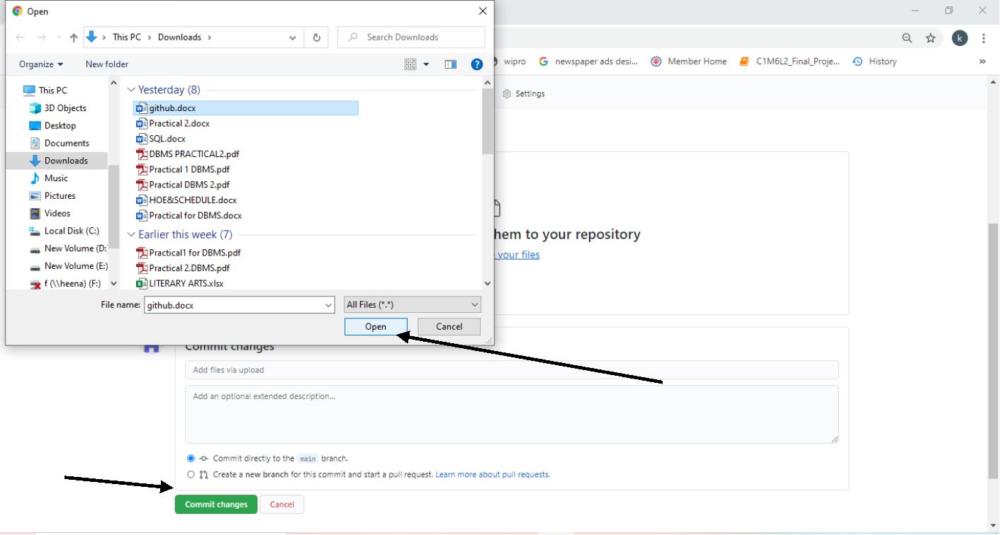 Open
This PC > Downloads >
Search Downloads
k
Organize
New folder
?
wipro
G newspaper ads desi...
Member Home
C1M6L2_Final_Proje...
History
»
Settings
This PC
3D Objects
Desktop
Documents
Downloads
Music
Pictures
Videos
Local Disk (C:)
New Volume (D:
New Volume (E:)
f (\\heena) (F:)
Yesterday (8)
github.docx
Practical 2.docx
SQL.docx
DBMS PRACTICAL2.pdf
Practical 1 DBMS.pdf
Practical DBMS 2.pdf
HOE&SCHEDULE.docx
Practical for DBMS.docx
Earlier this week (7)
Practical1 for DBMS.pdf
Practical 2.DBMS.pdf
LITERARY ARTS.xlsx
File name: github.docx
All Files (*.*)
Open
Cancel
hem to your repository
your files
Commit changes
Add files via upload
Add an optional extended description...
Commit directly to the main branch.
Create a new branch for this commit and start a pull request. Learn more about pull requests.
Commit changes
Cancel